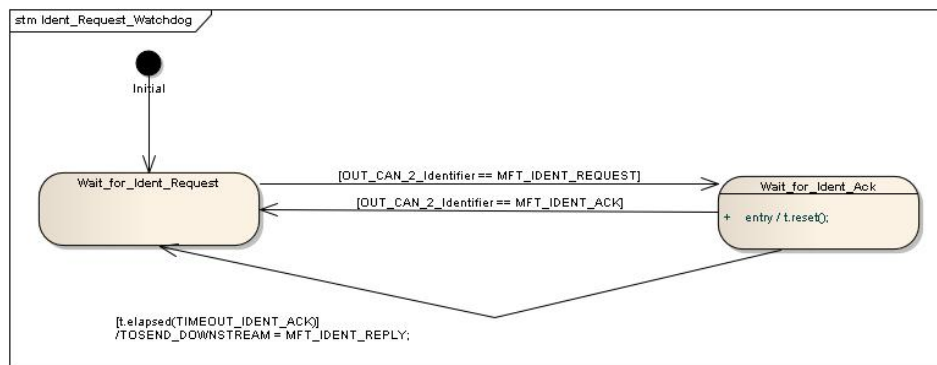 stm Ident_Request_Watchdog
Initial
Wait_for_Ident_Request
[OUT_CAN_2_Identifier == MFT_IDENT_REQUEST]
Wait_for_Ident_Ack
[OUT_CAN_2_Identifier == MFT_IDENT_ACK]
+ entry / t.reset();
[t.elapsed(TIMEOUT_IDENT_ACK)]
/TOSEND_DOWNSTREAM = MFT_IDENT_REPLY;